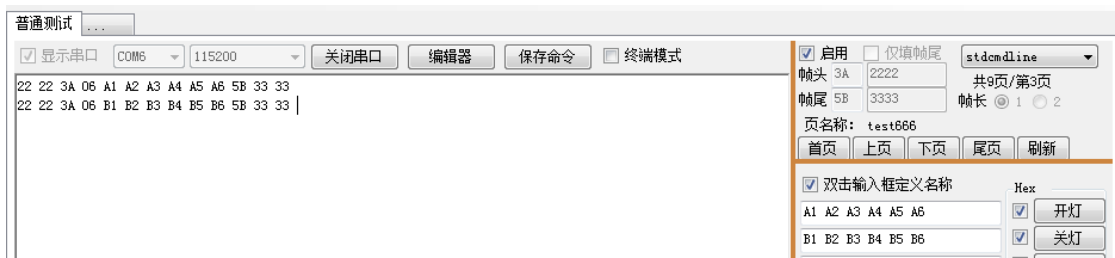 普通测试 ...
显示串口 COM6 115200 关闭串口 编辑器 保存命令 终端模式
22 22 3A 06 A1 A2 A3 A4 A5 A6 5B 33 33
22 22 3A 06 B1 B2 B3 B4 B5 B6 5B 33 33
启用 仅填帧尾 stdcmdline
帧头 3A 2222 共9页/第3页
帧尾 5B 3333 帧长 1 2
页名称: test666
首页 上页 下页 尾页 刷新
双击输入框定义名称 Hex
A1 A2 A3 A4 A5 A6 开灯
B1 B2 B3 B4 B5 B6 关灯